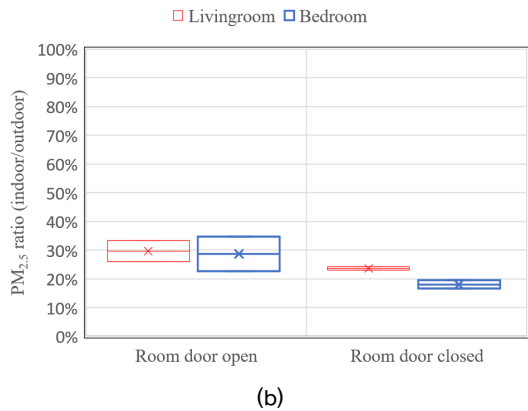 Livingroom Bedroom
100%
90%
80%
70%
60%
50%
40%
30%
20%
10%
0%
PM2.5 ratio (indoor/outdoor)
Room door open Room door closed
(b)